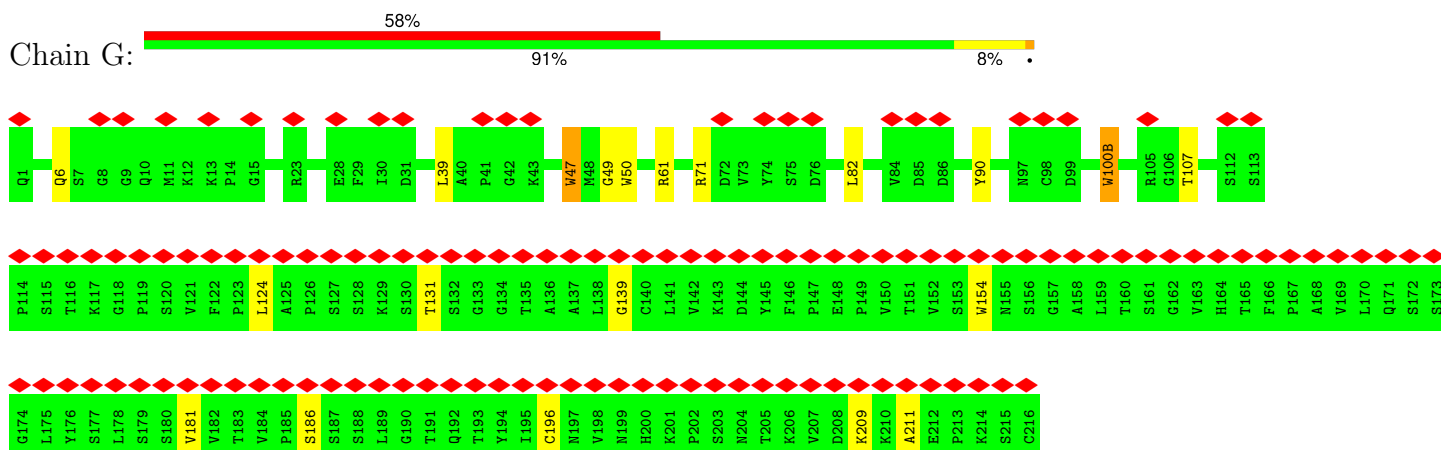 58%
Chain G:
91% 8% •
Q1 Q6 S7 G8 G9 Q10 M11 K12 K13 P14 G15 R23 E28 F29 I30 D31 L39 A40 P41 G42 K43 W47 M48 G49 W50 R61 R71 D72 V73 Y74 S75 D76 L82 V84 D85 D86 Y90 N97 C98 D99 W100B R105 G106 T107 S112 S113
P114 S115 T116 K117 G118 P119 S120 V121 F122 P123 L124 A125 P126 S127 S128 K129 S130 T131 S132 G133 G134 T135 A136 A137 L138 G139 C140 L141 V142 K143 D144 Y145 F146 P147 E148 P149 V150 T151 V152 S153 W154 N155 S156 G157 A158 L159 T160 S161 G162 V163 H164 T165 F166 P167 A168 V169 L170 Q171 S172 S173
G174 L175 Y176 S177 L178 S179 S180 V181 V182 T183 V184 P185 S186 S187 S188 L189 G190 T191 Q192 T193 Y194 I195 C196 N197 V198 N199 H200 K201 P202 S203 N204 T205 K206 V207 D208 K209 K210 A211 E212 P213 K214 S215 C216